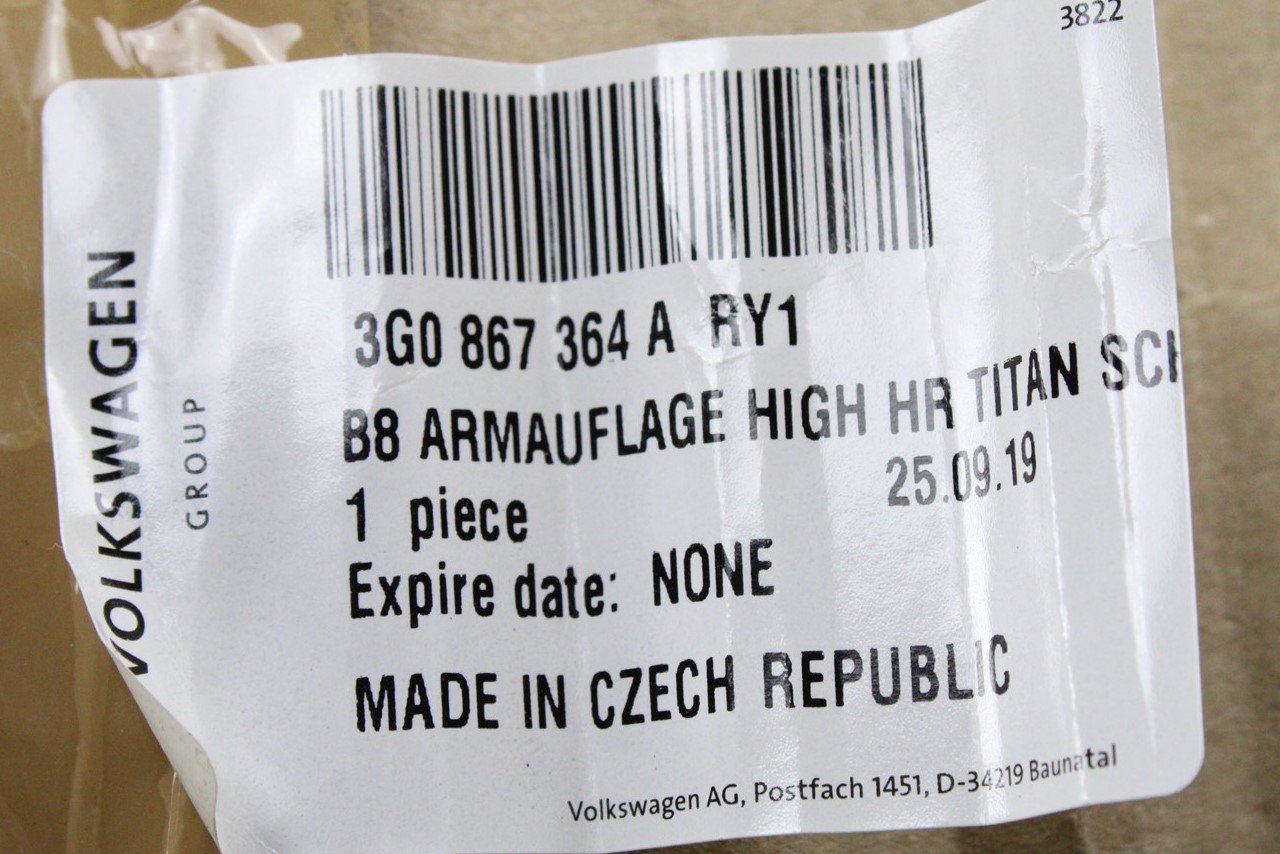 3822
VOLKSWAGEN
GROUP
3G0 867 364 A RY1
B8 ARMAUFLAGE HIGH HR TITAN SCH
25.09.19
1 piece
Expire date: NONE
MADE IN CZECH REPUBLIC
Volkswagen AG, Postfach 1451, D-34219 Baunatal